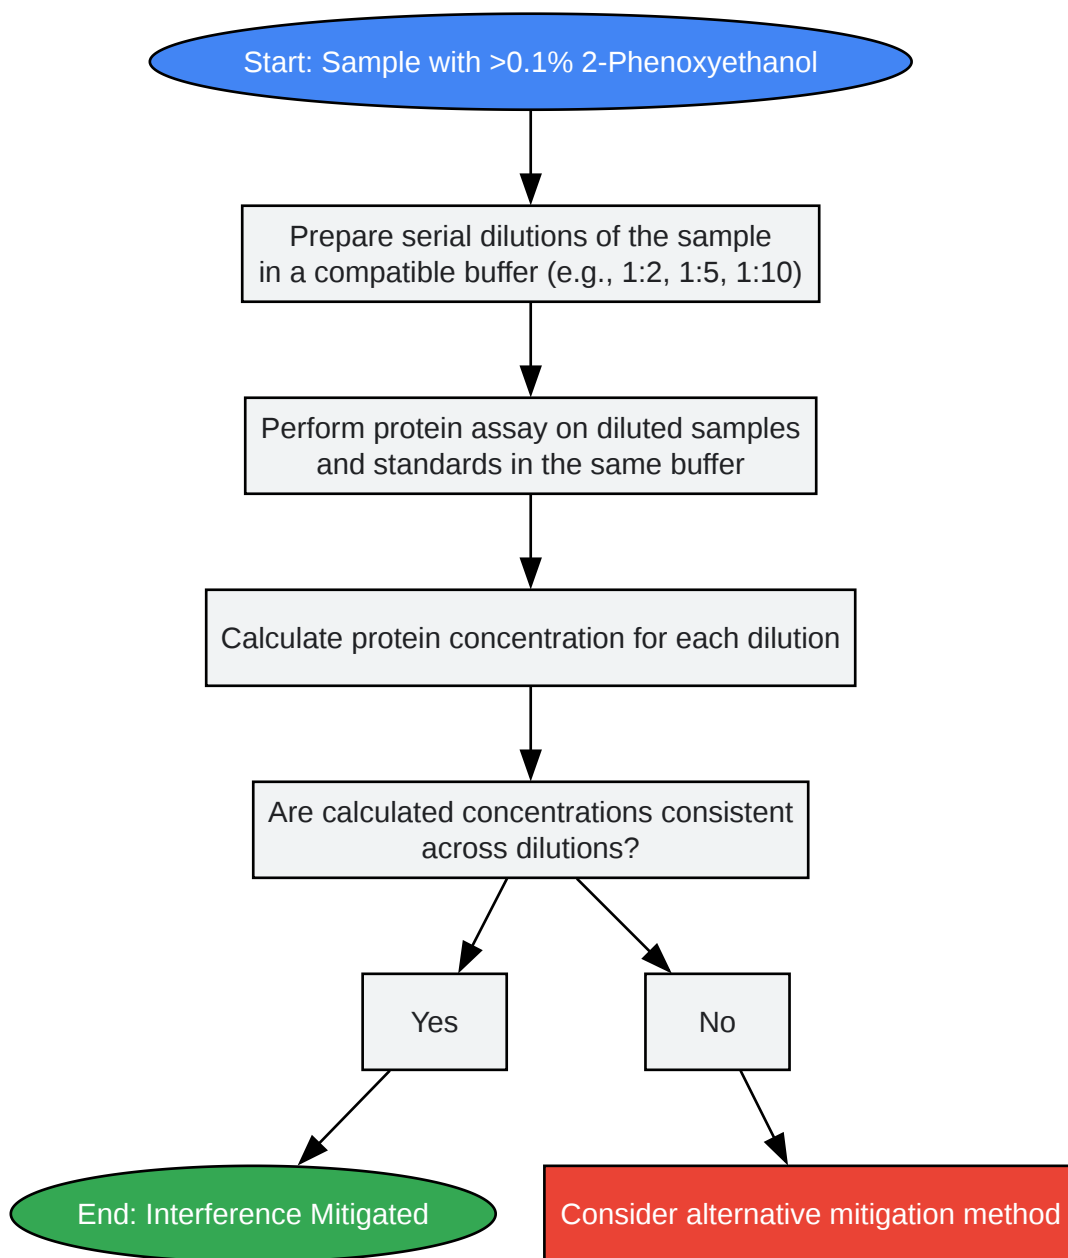 Start: Sample with >0.1% 2-Phenoxyethanol
Prepare serial dilutions of the sample
in a compatible buffer (e.g., 1:2, 1:5, 1:10)
Perform protein assay on diluted samples
and standards in the same buffer
Calculate protein concentration for each dilution
Are calculated concentrations consistent
across dilutions?
Yes
No
End: Interference Mitigated
Consider alternative mitigation method